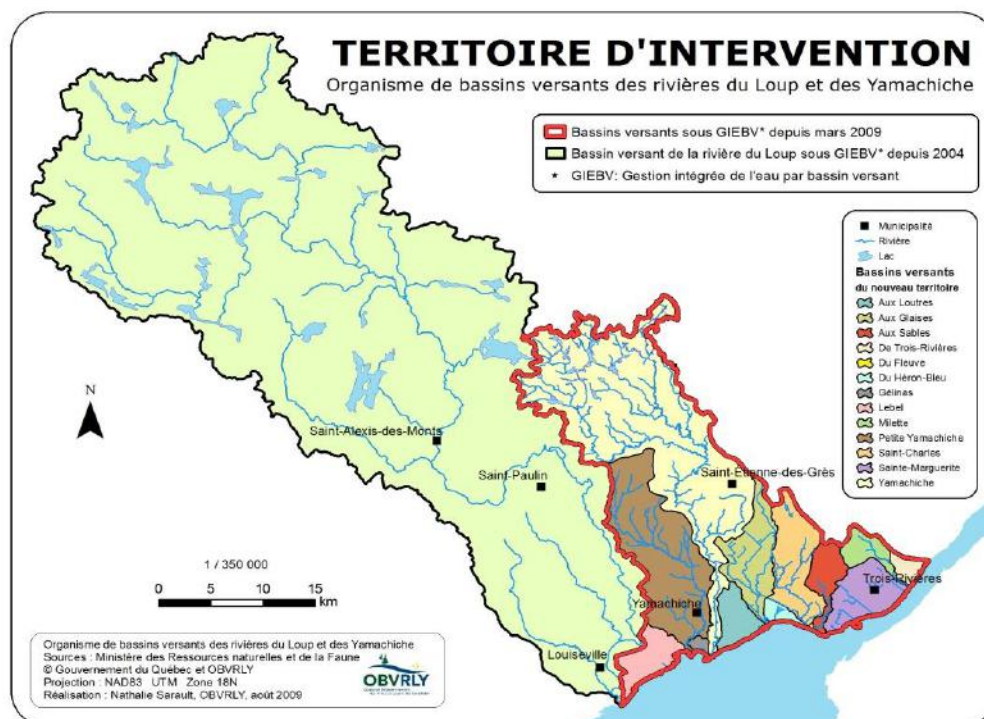 TERRITOIRE D'INTERVENTION
Organisme de bassins versants des rivières du Loup et des Yamachiche
Bassins versants sous GIEBV* depuis mars 2009
Bassin versant de la rivière du Loup sous GIEBV* depuis 2004
* GIEBV: Gestion intégrée de l'eau par bassin versant
Municipalité
Rivière
Lac
Bassins versants
du nouveau territoire
Aux Loutres
Aux Glaises
Aux Sables
De Trois-Rivières
Du Fleuve
Du Héron-Bleu
Gélinas
Lebel
Milette
Petite Yamachiche
Saint-Charles
Sainte-Marguerite
Yamachiche
N
Saint-Alexis-des-Monts
Saint-Paulin
Saint-Étienne-des-Grès
Trois-Rivières
Yamachiche
Louiseville
1 / 350 000
0 5 10 15
km
Organisme de bassins versants des rivières du Loup et des Yamachiche
Sources : Ministère des Ressources naturelles et de la Faune
© Gouvernement du Québec et OBVRLY
Projection : NAD83 UTM Zone 18N
Réalisation : Nathalie Sarault, OBVRLY, août 2009
OBVRLY